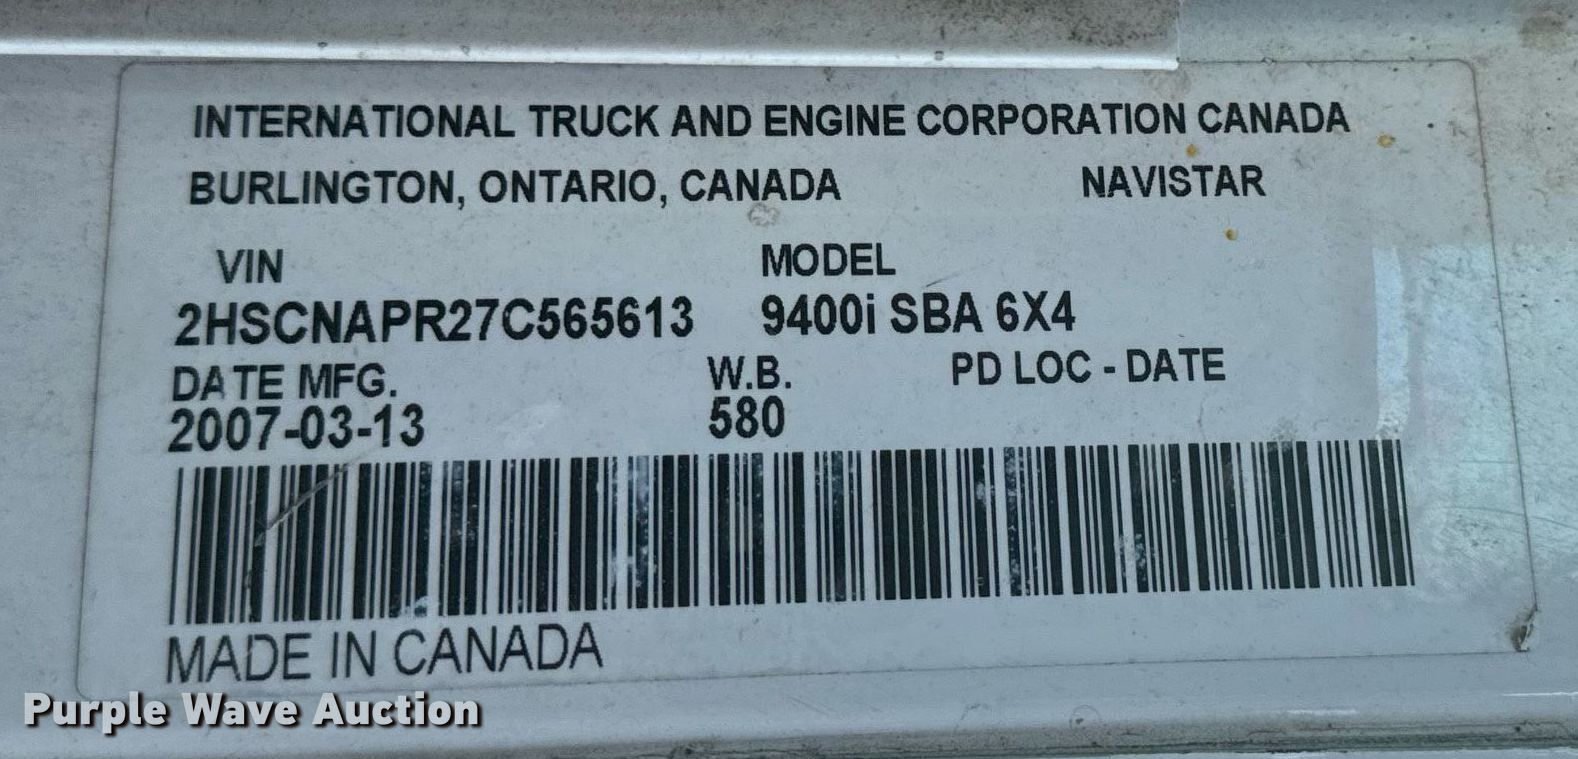 INTERNATIONAL TRUCK AND ENGINE CORPORATION CANADA
BURLINGTON, ONTARIO, CANADA NAVISTAR
VIN MODEL
2HSCNAPR27C565613 9400i SBA 6X4
DATE MFG. W.B. PD LOC - DATE
2007-03-13 580
MADE IN CANADA
Purple Wave Auction